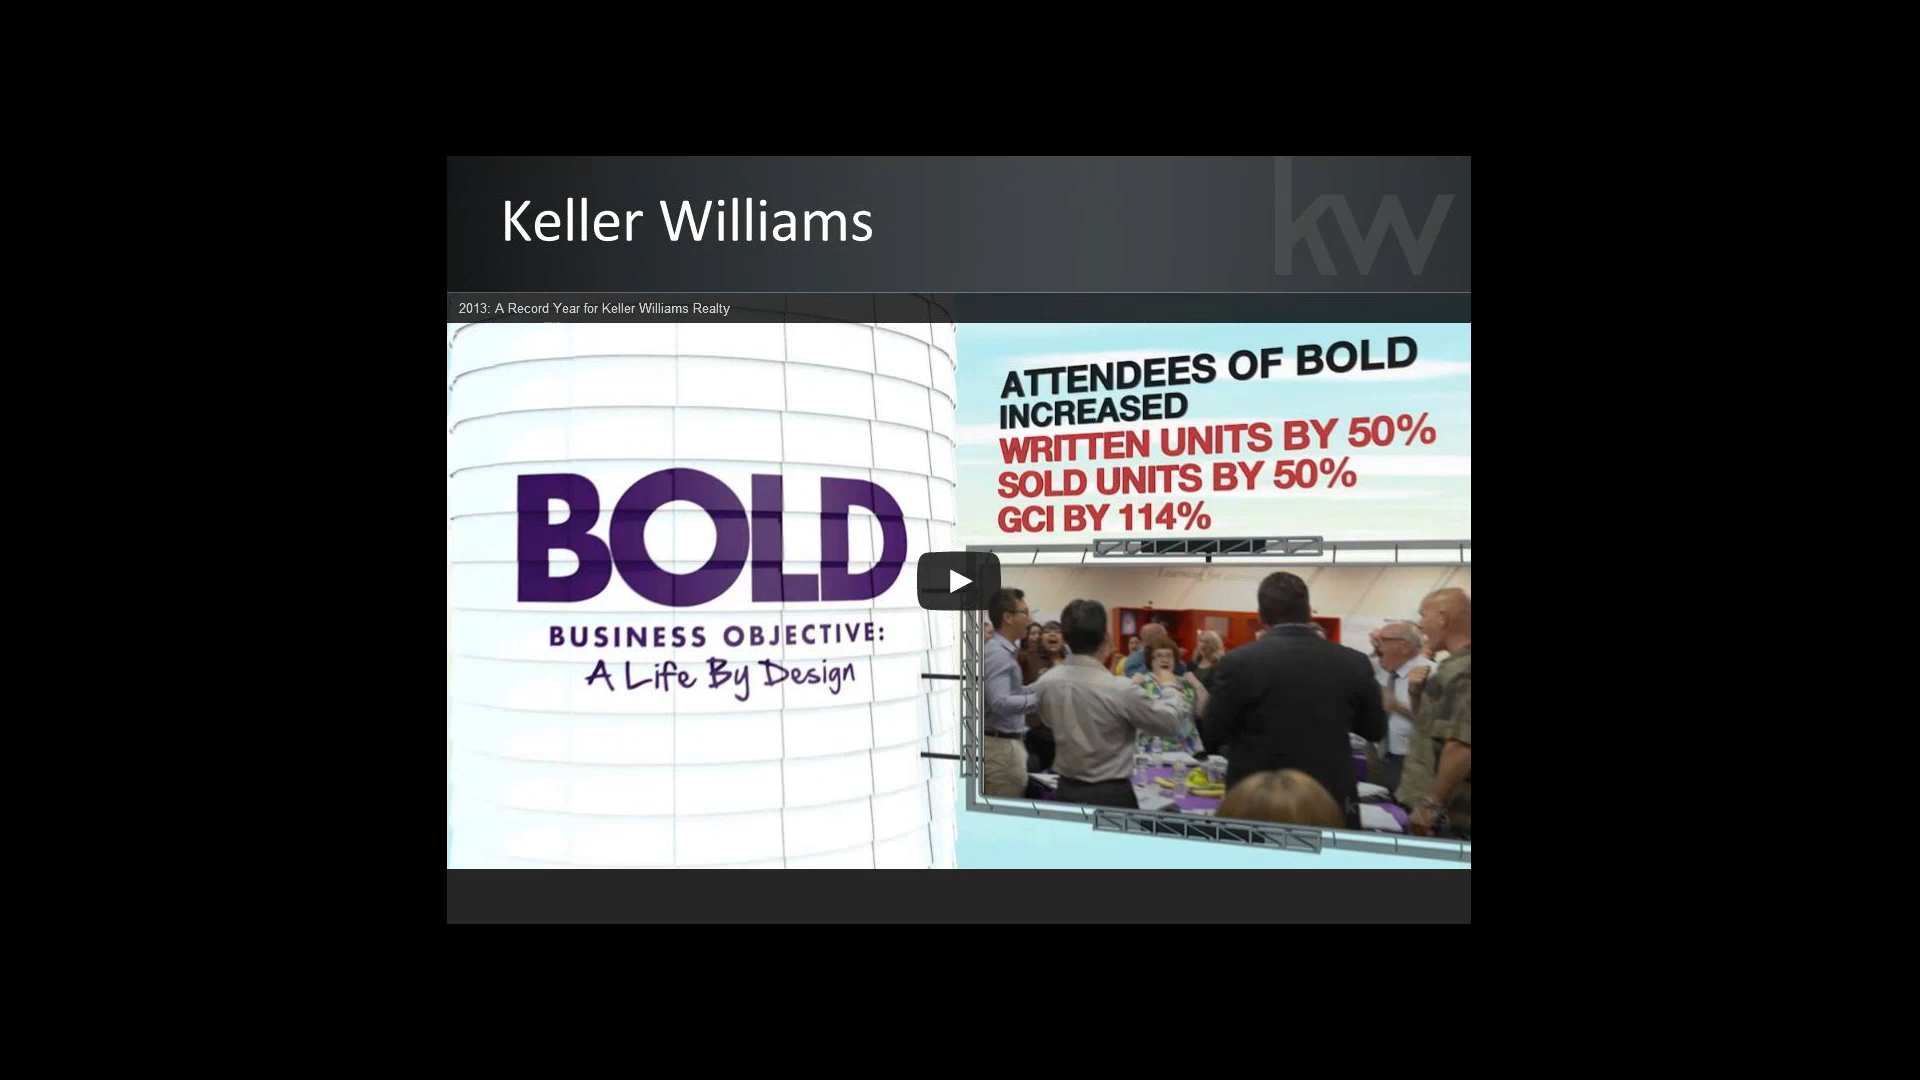 Keller Williams
kw
2013: A Record Year for Keller Williams Realty
BOLD
BUSINESS OBJECTIVE:
A Life By Design
ATTENDEES OF BOLD
INCREASED
WRITTEN UNITS BY 50%
SOLD UNITS BY 50%
GCI BY 114%